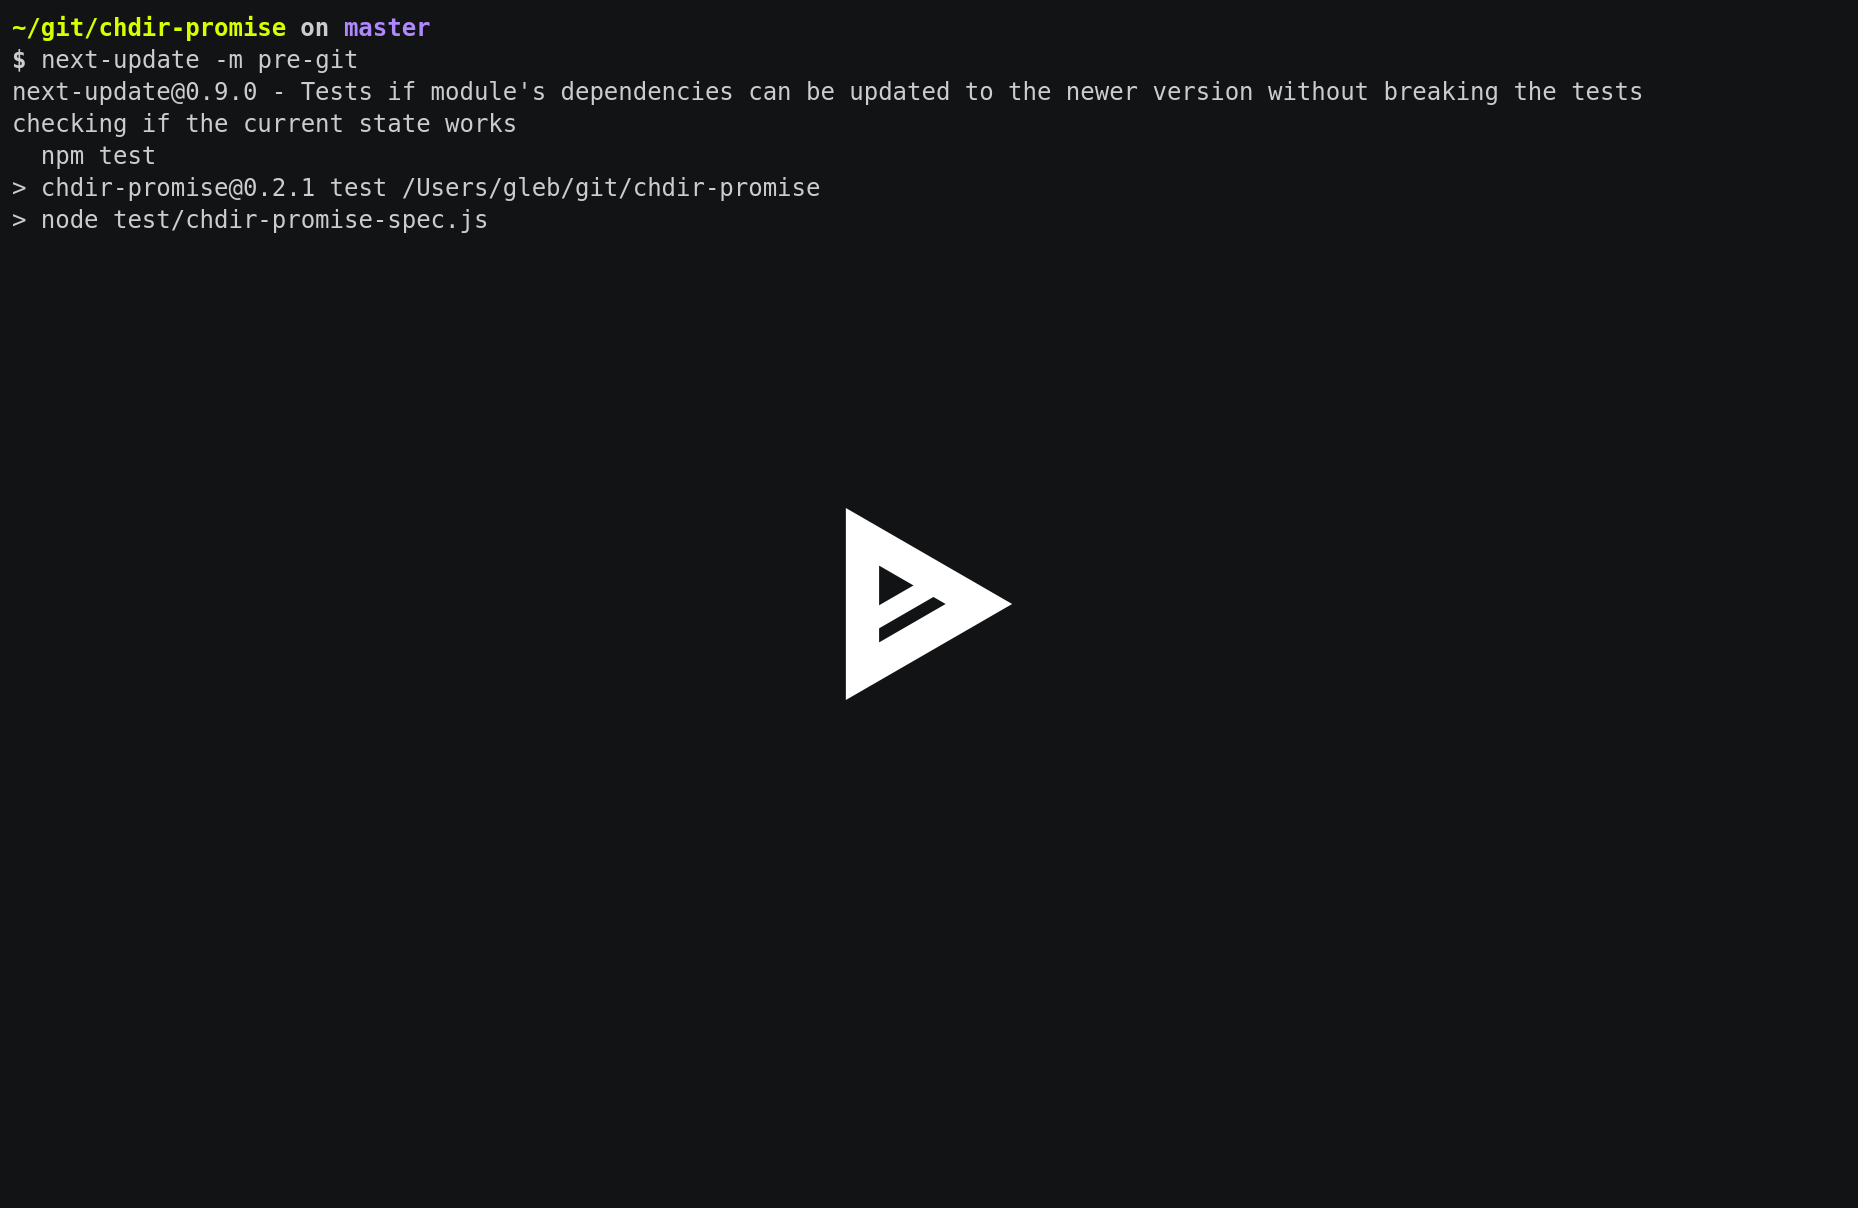 ~/git/chdir-promise on master
$ next-update -m pre-git
next-update@0.9.0 - Tests if module's dependencies can be updated to the newer version without breaking the tests
checking if the current state works
  npm test
> chdir-promise@0.2.1 test /Users/gleb/git/chdir-promise
> node test/chdir-promise-spec.js